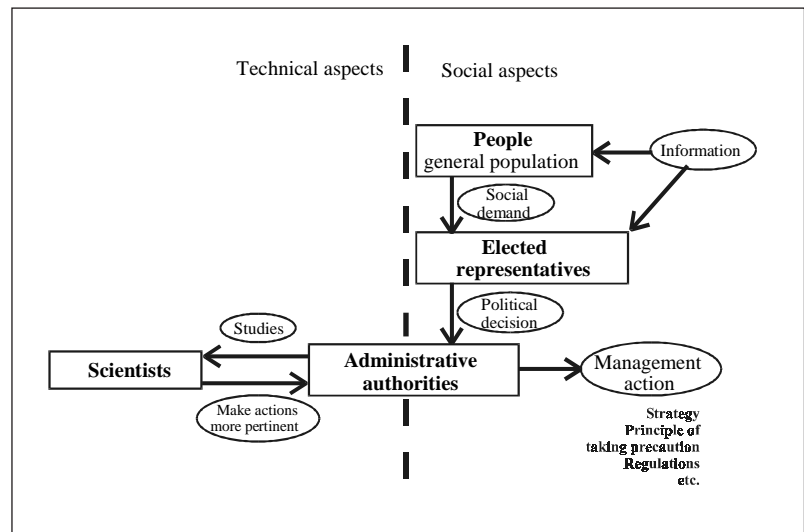 Technical aspects
Social aspects
People
general population
Information
Social
demand
Elected
representatives
Political
decision
Studies
Scientists
Administrative
authorities
Management
action
Make actions
more pertinent
Strategy
Principle of
taking precaution
Regulations
etc.